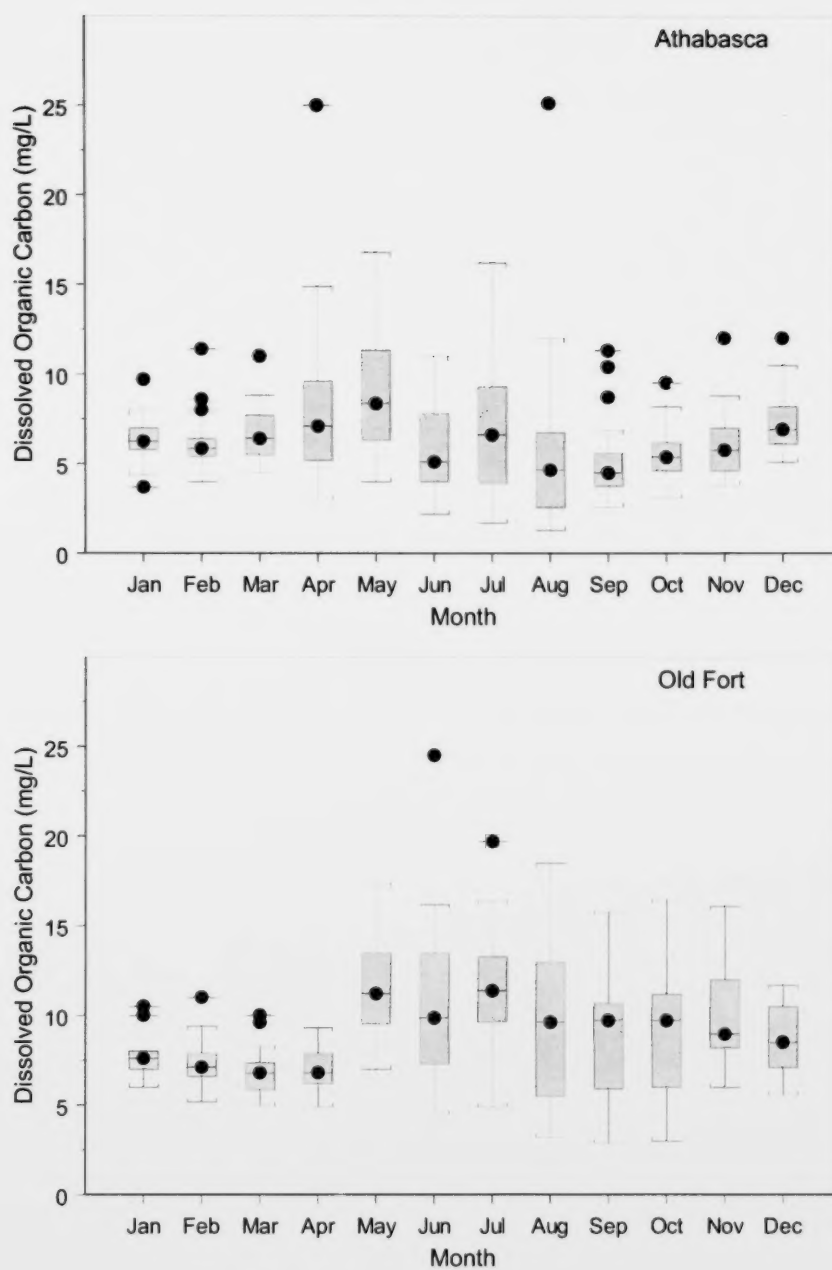 Athabasca
Dissolved Organic Carbon (mg/L)
25
20
15
10
5
0
Jan Feb Mar Apr May Jun Jul Aug Sep Oct Nov Dec
Month
Old Fort
Dissolved Organic Carbon (mg/L)
25
20
15
10
5
0
Jan Feb Mar Apr May Jun Jul Aug Sep Oct Nov Dec
Month